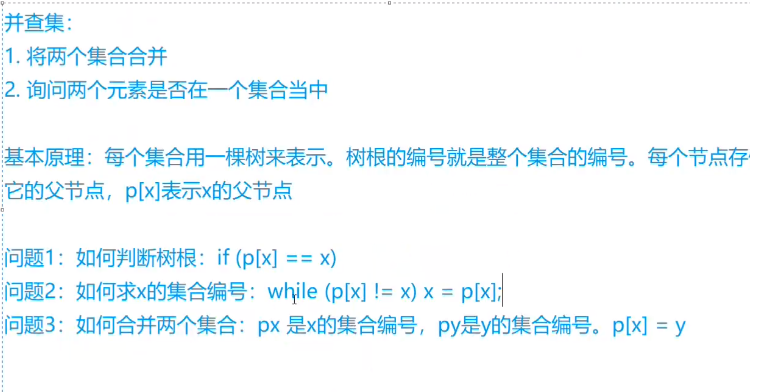 并查集：
1. 将两个集合合并
2. 询问两个元素是否在一个集合当中
基本原理：每个集合用一棵树来表示。树根的编号就是整个集合的编号。每个节点存
它的父节点，p[x]表示x的父节点
问题1：如何判断树根：if (p[x] == x)
问题2：如何求x的集合编号：while (p[x] != x) x = p[x];
问题3：如何合并两个集合：px 是x的集合编号，py是y的集合编号。p[x] = y